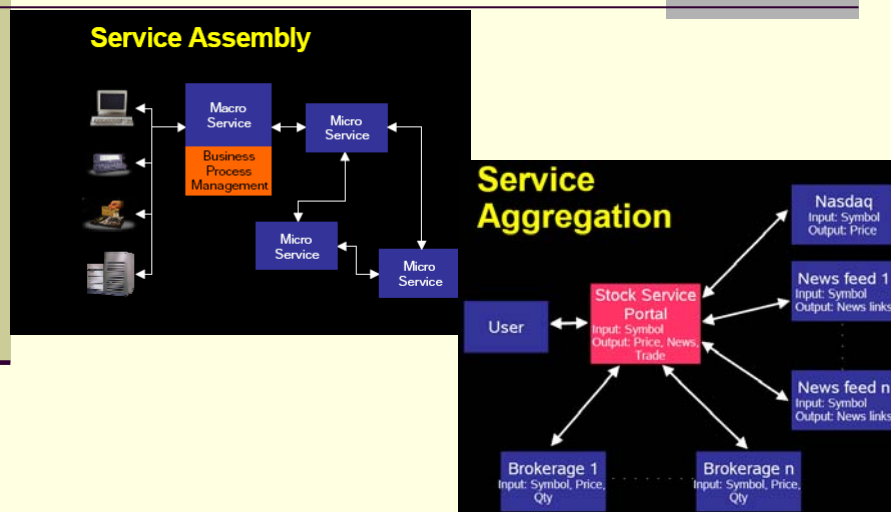 Service Assembly
Macro
Service
Business
Process
Management
Micro
Service
Micro
Service
Micro
Service
Service
Aggregation
User
Stock Service
Portal
Input: Symbol
Output: Price, News,
Trade
Nasdaq
Input: Symbol
Output: Price
News feed 1
Input: Symbol
Output: News links
News feed n
Input: Symbol
Output: News links
Brokerage 1
Input: Symbol, Price,
Qty
Brokerage n
Input: Symbol, Price,
Qty